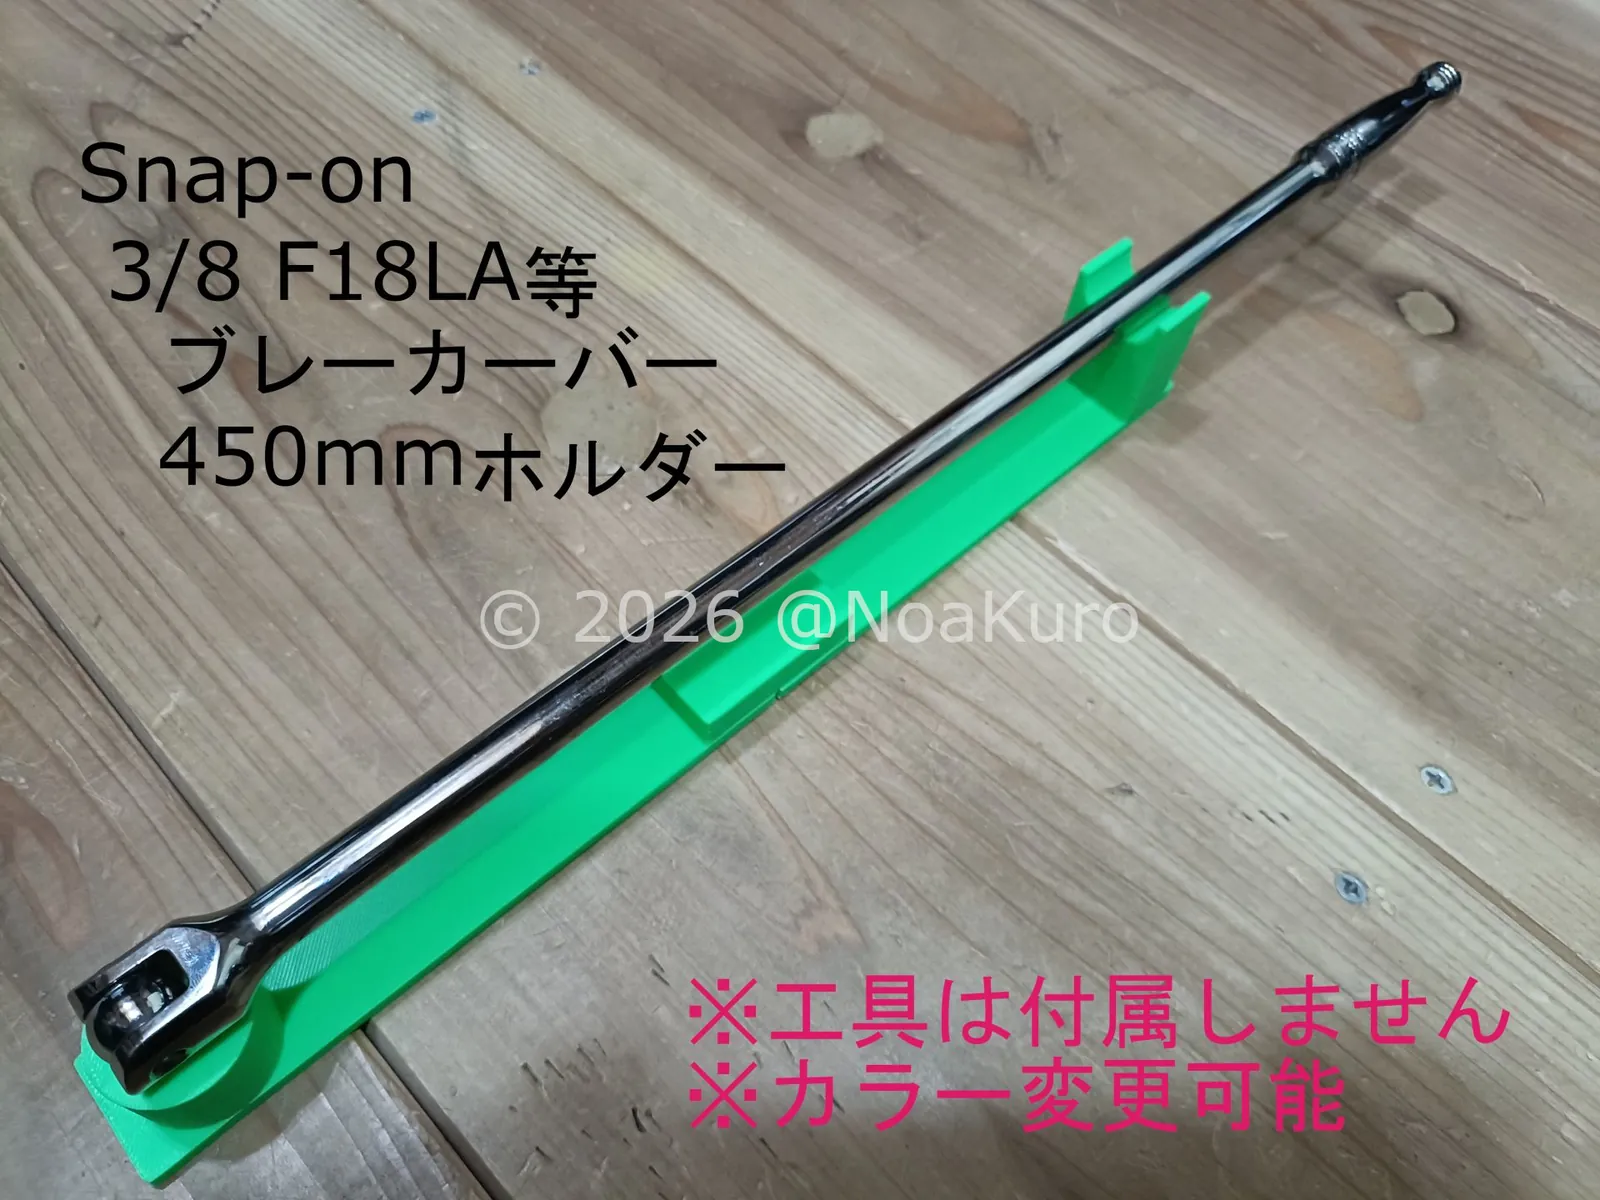 Snap-on
3/8 F18LA等
ブレーカーバー
450mmホルダー
© 2026 @NoaKuro
※工具は付属しません
※カラー変更可能